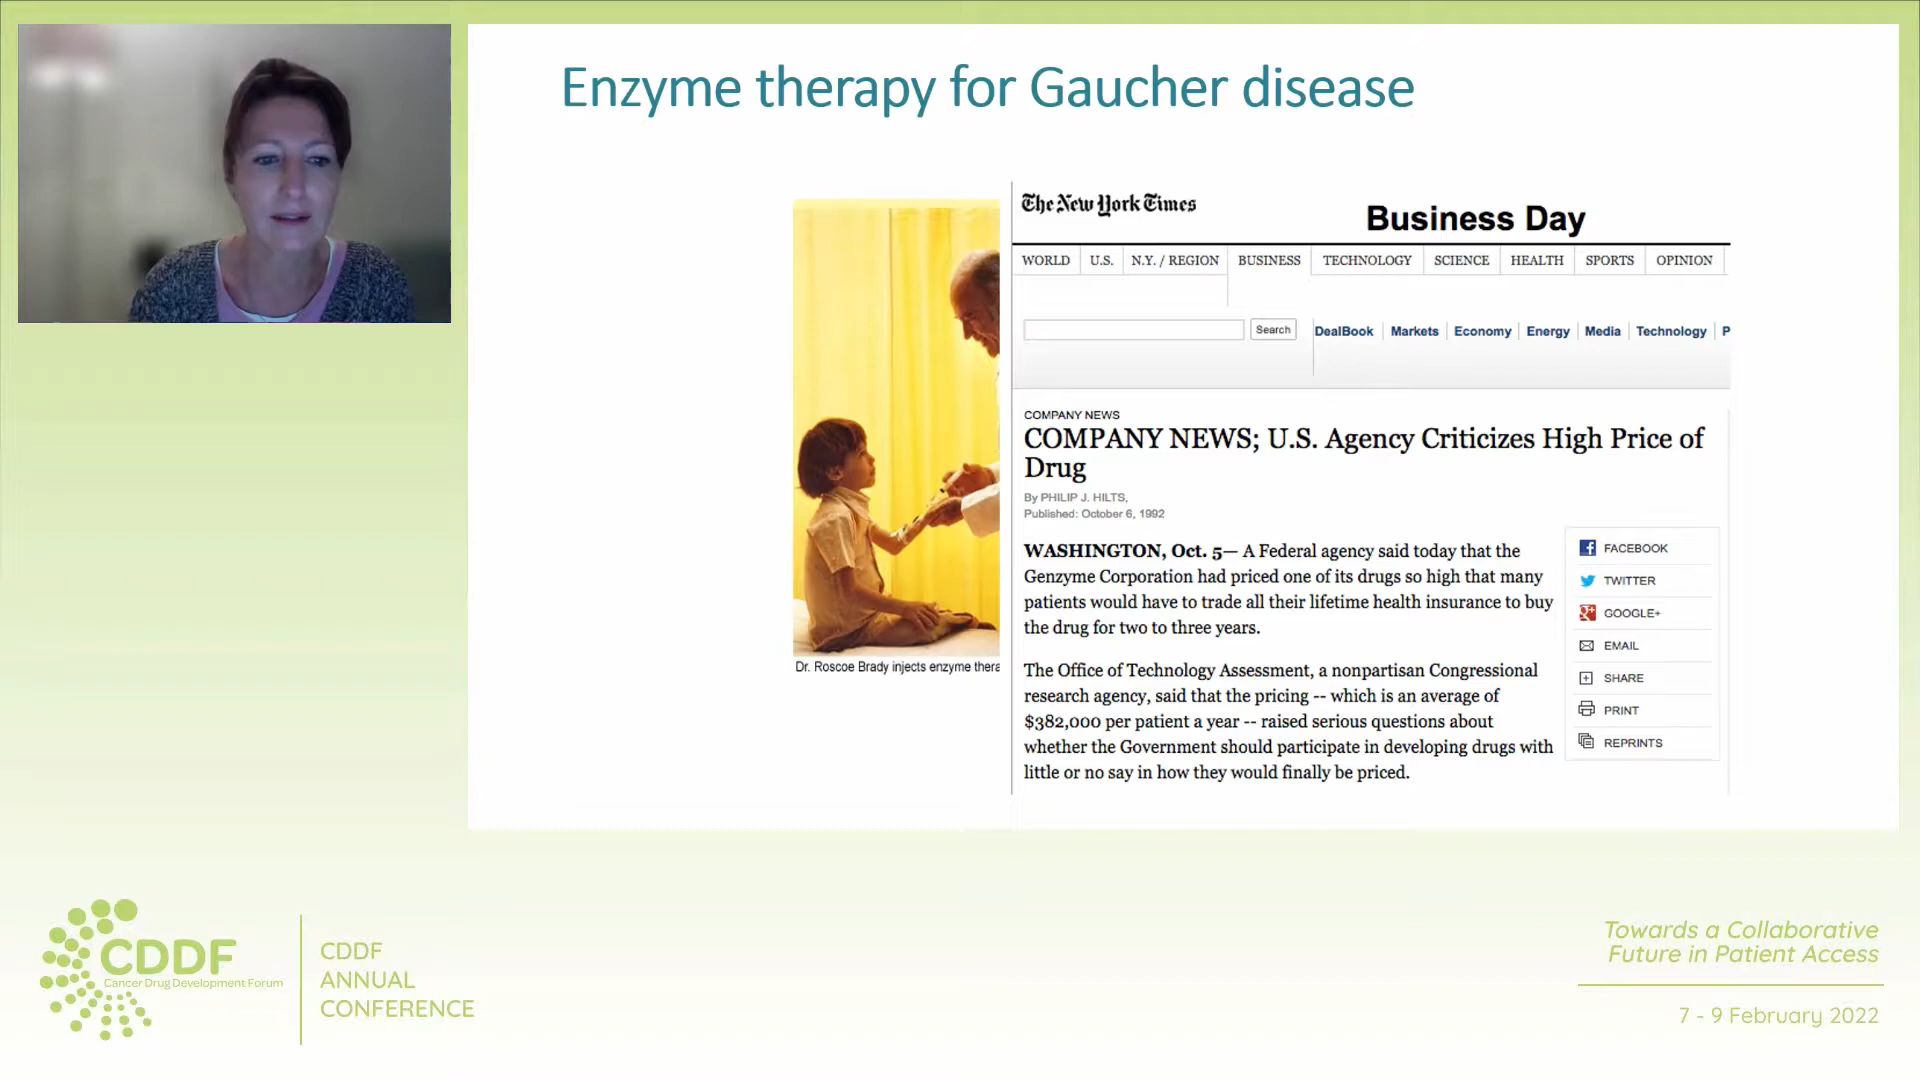 Enzyme therapy for Gaucher disease
The New York Times
Business Day
WORLD U.S. N.Y. / REGION BUSINESS TECHNOLOGY SCIENCE HEALTH SPORTS OPINION
Search
DealBook Markets Economy Energy Media Technology P
COMPANY NEWS
COMPANY NEWS; U.S. Agency Criticizes High Price of
Drug
By PHILIP J. HILTS,
Published: October 6, 1992
WASHINGTON, Oct. 5— A Federal agency said today that the
Genzyme Corporation had priced one of its drugs so high that many
patients would have to trade all their lifetime health insurance to buy
the drug for two to three years.
The Office of Technology Assessment, a nonpartisan Congressional
research agency, said that the pricing -- which is an average of
$382,000 per patient a year -- raised serious questions about
whether the Government should participate in developing drugs with
little or no say in how they would finally be priced.
FACEBOOK
TWITTER
GOOGLE+
EMAIL
SHARE
PRINT
REPRINTS
Dr. Roscoe Brady injects enzyme thera
CDDF
Cancer Drug Development Forum
CDDF
ANNUAL
CONFERENCE
Towards a Collaborative
Future in Patient Access
7 - 9 February 2022